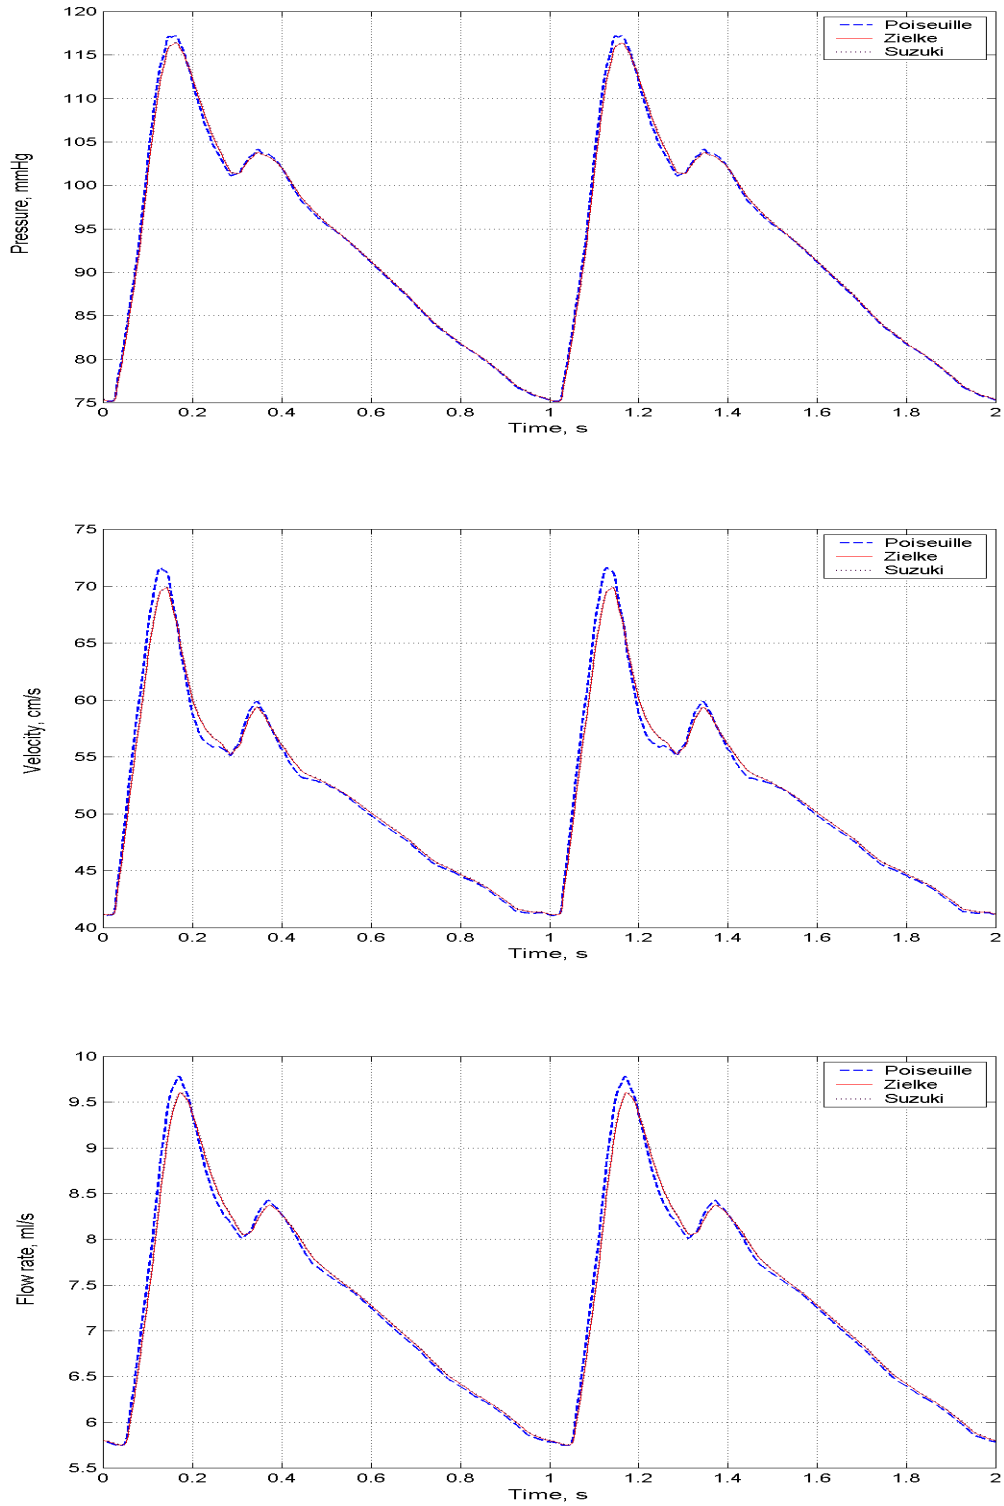 120
115
110
105
100
95
90
85
80
75
Pressure, mmHg
Poiseuille
Zielke
Suzuki
0 0.2 0.4 0.6 0.8 1 1.2 1.4 1.6 1.8 2
Time, s
75
70
65
60
55
50
45
40
Velocity, cm/s
Poiseuille
Zielke
Suzuki
0 0.2 0.4 0.6 0.8 1 1.2 1.4 1.6 1.8 2
Time, s
10
9.5
9
8.5
8
7.5
7
6.5
6
5.5
Flow rate, ml/s
Poiseuille
Zielke
Suzuki
0 0.2 0.4 0.6 0.8 1 1.2 1.4 1.6 1.8 2
Time, s